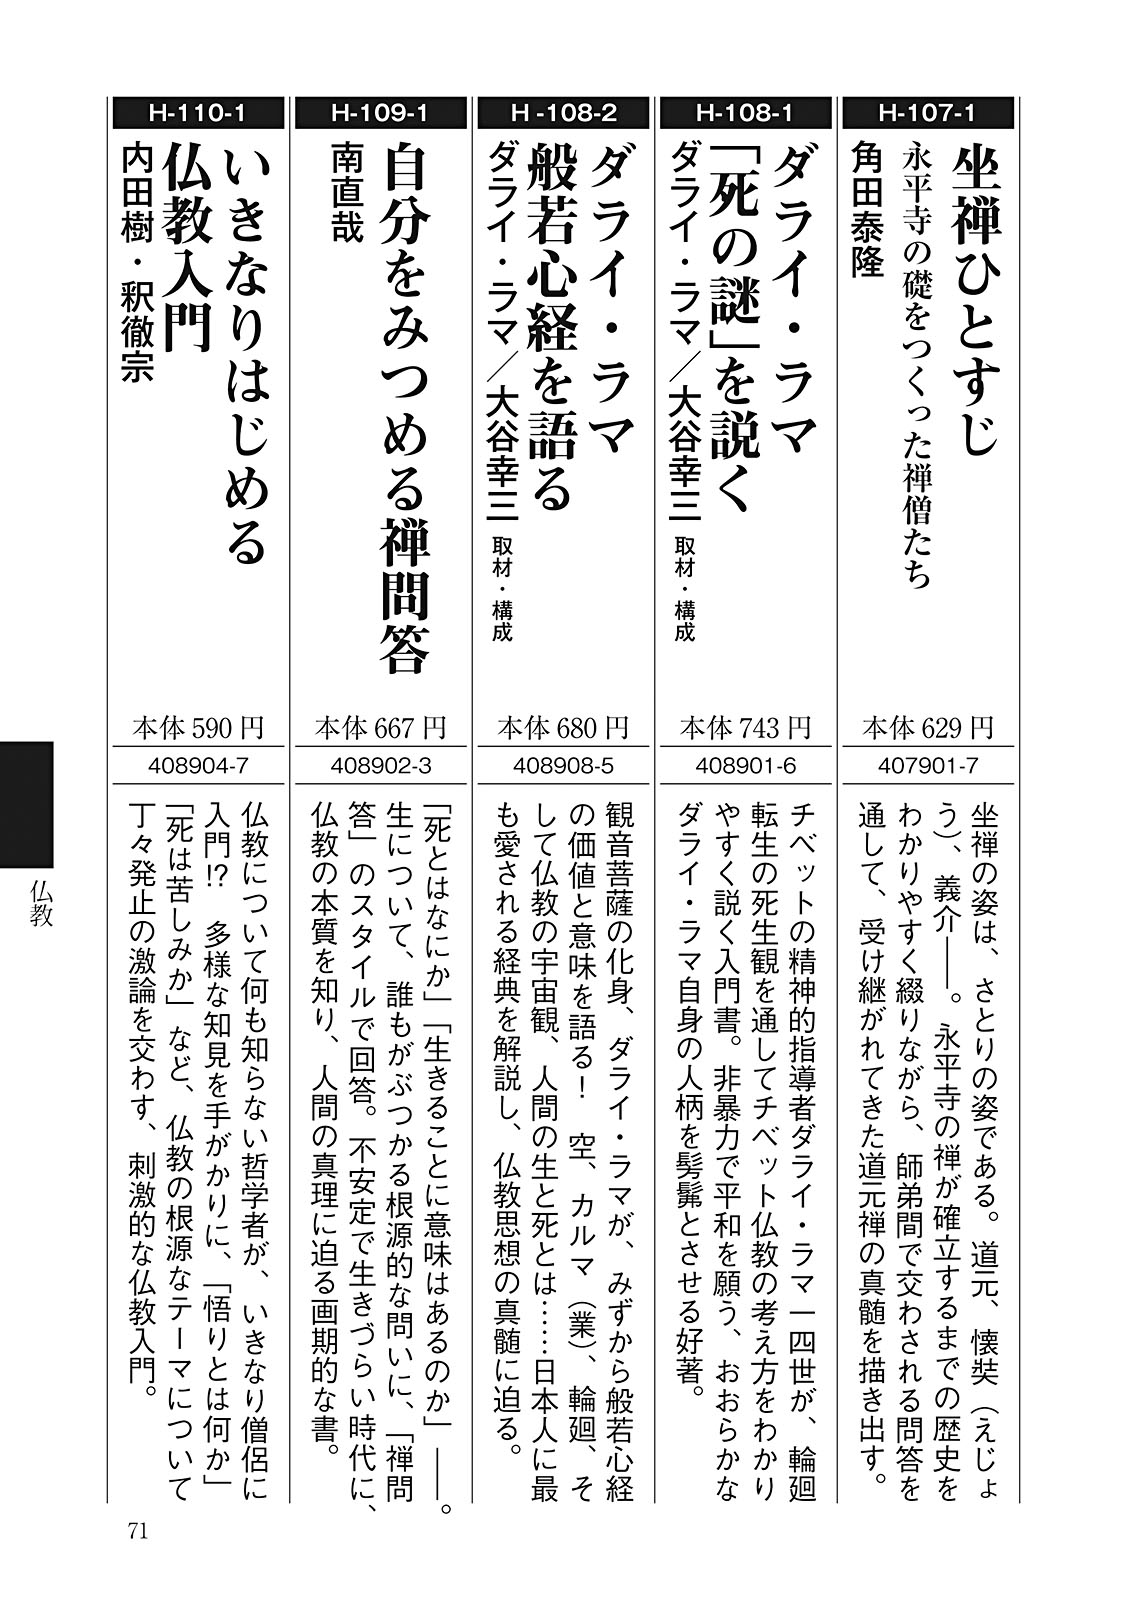 H-107-1
坐禅ひとすじ
永平寺の礎をつくった禅僧たち
角田泰隆
本体 629 円
407901-7
坐禅の姿は、さとりの姿である。道元、懐奘（えじょ
う）、義介――。永平寺の禅が確立するまでの歴史を
わかりやすく綴りながら、師弟間で交わされる問答を
通して、受け継がれてきた道元禅の真髄を描き出す。
H-108-1
ダライ・ラマ
「死の謎」を説く
ダライ・ラマ／大谷幸三 取材・構成
本体 743 円
408901-6
チベットの精神的指導者ダライ・ラマ一四世が、輪廻
転生の死生観を通してチベット仏教の考え方をわかり
やすく説く入門書。非暴力で平和を願う、おおらかな
ダライ・ラマ自身の人柄を髣髴とさせる好著。
H-108-2
ダライ・ラマ
般若心経を語る
ダライ・ラマ／大谷幸三 取材・構成
本体 680 円
408908-5
観音菩薩の化身、ダライ・ラマが、みずから般若心経
の価値と意味を語る！　空、カルマ（業）、輪廻、そ
して仏教の宇宙観、人間の生と死とは……日本人に最
も愛される経典を解説し、仏教思想の真髄に迫る。
H-109-1
自分をみつめる禅問答
南直哉
本体 667 円
408902-3
「死とはなにか」「生きることに意味はあるのか」――。
生について、誰もがぶつかる根源的な問いに、「禅問
答」のスタイルで回答。不安定で生きづらい時代に、
仏教の本質を知り、人間の真理に迫る画期的な書。
H-110-1
いきなりはじめる
仏教入門
内田樹・釈徹宗
本体 590 円
408904-7
仏教について何も知らない哲学者が、いきなり僧侶に
入門!?　多様な知見を手がかりに、「悟りとは何か」
「死は苦しみか」など、仏教の根源なテーマについて
丁々発止の激論を交わす、刺激的な仏教入門。
仏教
71